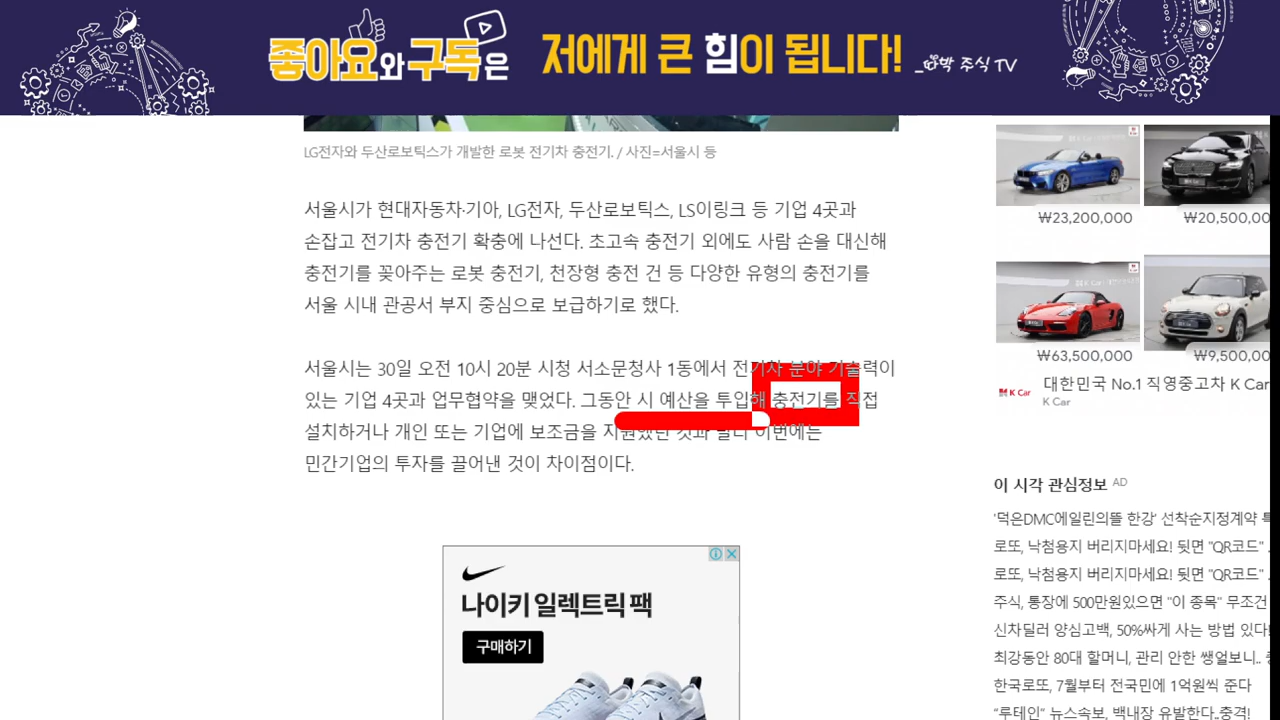 좋아요와 구독은 저에게 큰 힘이 됩니다!
박 주식 TV
LG전자와 두산로보틱스가 개발한 로봇 전기차 충전기. / 사진=서울시 등
서울시가 현대자동차·기아, LG전자, 두산로보틱스, LS이링크 등 기업 4곳과
손잡고 전기차 충전기 확충에 나선다. 초고속 충전기 외에도 사람 손을 대신해
충전기를 꽂아주는 로봇 충전기, 천장형 충전 건 등 다양한 유형의 충전기를
서울 시내 관공서 부지 중심으로 보급하기로 했다.
서울시는 30일 오전 10시 20분 시청 서소문청사 1동에서 전기차 분야 기술력이
있는 기업 4곳과 업무협약을 맺었다. 그동안 시 예산을 투입해 충전기를 직접
설치하거나 개인 또는 기업에 보조금을 지원했던 것과 달리 이번에는
민간기업의 투자를 끌어낸 것이 차이점이다.
나이키 일렉트릭 팩
구매하기
₩23,200,000
₩20,500,00
₩63,500,000
₩9,500,00
K Car
대한민국 No.1 직영중고차 K Car
K Car
이 시각 관심정보 AD
'덕은DMC에일린의뜰 한강' 선착순지정계약
로또, 낙첨용지 버리지마세요! 뒷면 "QR코드"
로또, 낙첨용지 버리지마세요! 뒷면 "QR코드"
주식, 통장에 500만원있으면 "이 종목" 무조건
신차딜러 양심고백, 50%싸게 사는 방법 있다!
최강동안 80대 할머니, 관리 안한 쌩얼보니..
한국로또, 7월부터 전국민에 1억원씩 준다
"루테인" 뉴스속보, 백내장 유발한다..충격!